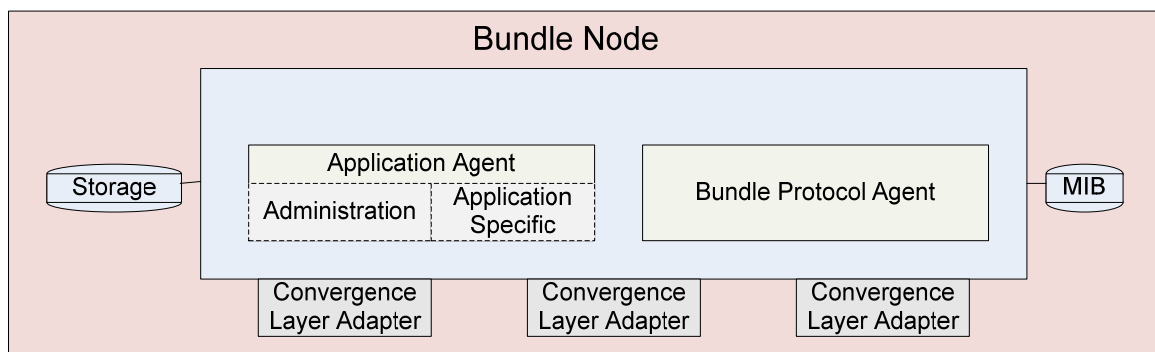 Bundle Node
Application Agent
Storage
Administration
Application
Specific
Bundle Protocol Agent
MIB
Convergence
Layer Adapter
Convergence
Layer Adapter
Convergence
Layer Adapter